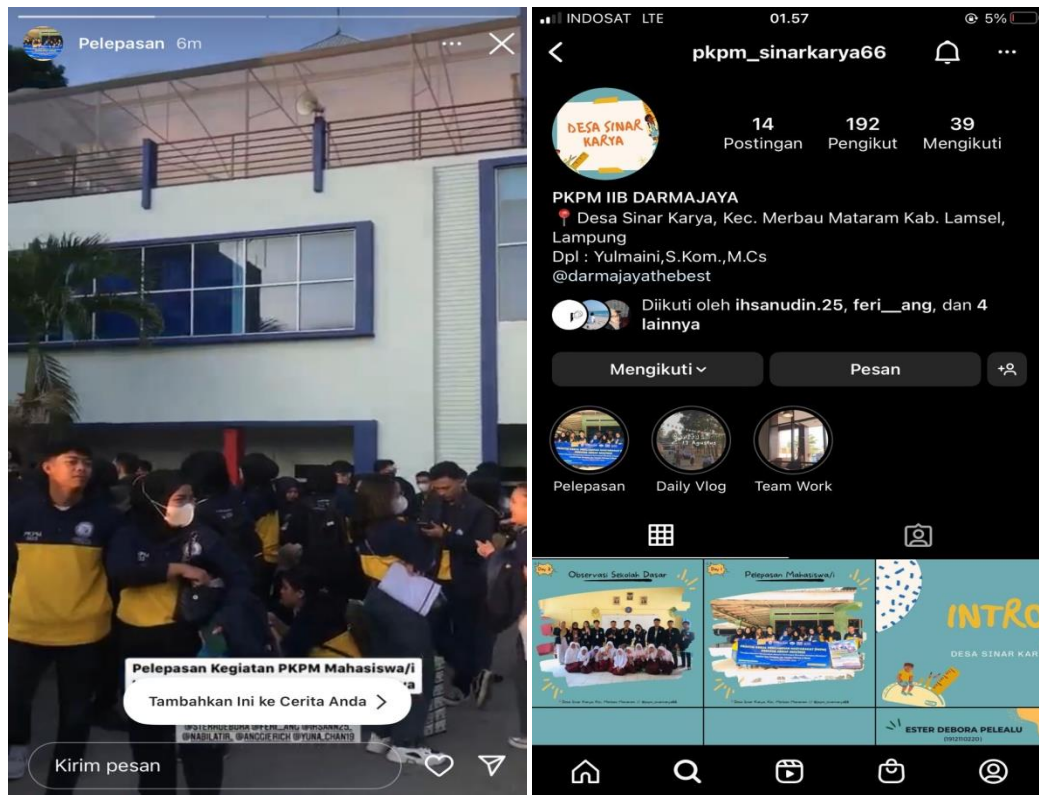 Pelepasan 6m
PKPM
Pelepasan Kegiatan PKPM Mahasiswa/i
Tambahkan Ini ke Cerita Anda >
@NABILATIR_ @ANGGIERICH @YUNA_CHAN19
Kirim pesan
INDOSAT LTE 01.57 5%
pkpm_sinarkarya66
DESA SINAR
KARYA
14 192 39
Postingan Pengikut Mengikuti
PKPM IIB DARMAJAYA
Desa Sinar Karya, Kec. Merbau Mataram Kab. Lamsel,
Lampung
Dpl : Yulmaini,S.Kom.,M.Cs
@darmajayathebest
Diikuti oleh ihsanudin.25, feri__ang, dan 4
lainnya
Mengikuti Pesan
Pelepasan Daily Vlog Team Work
Observasi Sekolah Dasar
Pelepasan Mahasiswa/i
INTRO
DESA SINAR KAR
ESTER DEBORA PELEALU
(1912110220)